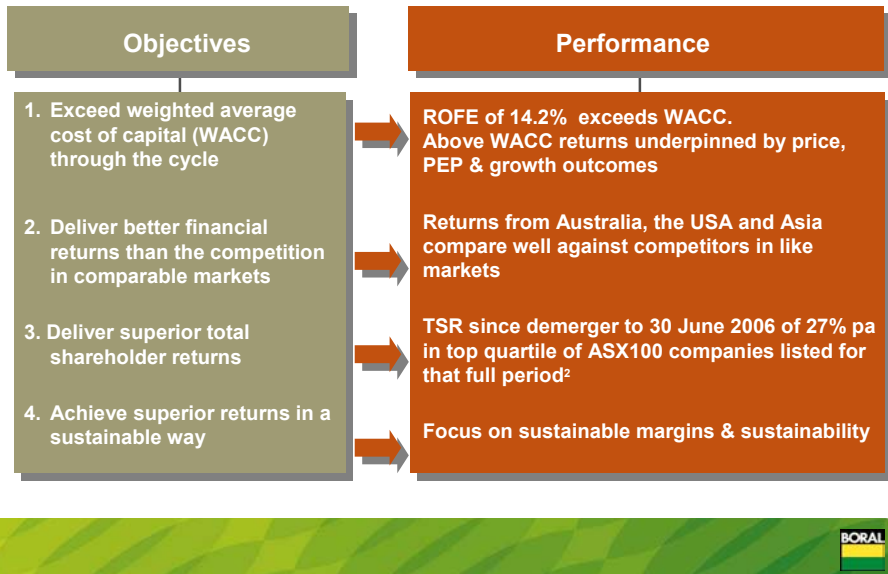 Objectives
Performance
1. Exceed weighted average
cost of capital (WACC)
through the cycle
ROFE of 14.2% exceeds WACC.
Above WACC returns underpinned by price,
PEP & growth outcomes
2. Deliver better financial
returns than the competition
in comparable markets
Returns from Australia, the USA and Asia
compare well against competitors in like
markets
3. Deliver superior total
shareholder returns
TSR since demerger to 30 June 2006 of 27% pa
in top quartile of ASX100 companies listed for
that full period²
4. Achieve superior returns in a
sustainable way
Focus on sustainable margins & sustainability
BORAL